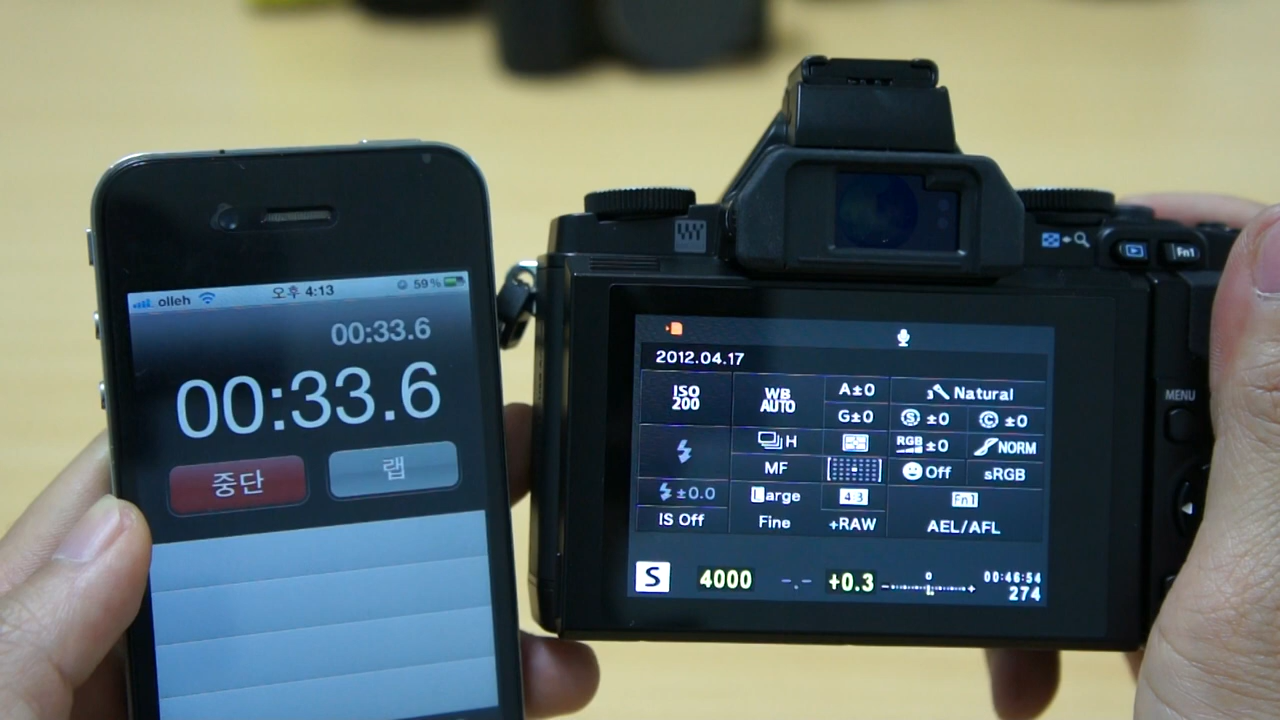 olleh 오후 4:13 59%
00:33.6
00:33.6
중단 랩
Fn1
MENU
2012.04.17
ISO 200
WB AUTO
A±0
G±0
3 Natural
S ±0 C ±0
H
RGB ±0 NORM
MF
Off sRGB
±0.0
Large
4:3
Fn1
IS Off
Fine
+RAW
AEL/AFL
S 4000 -.- +0.3 0 00:46:54
274